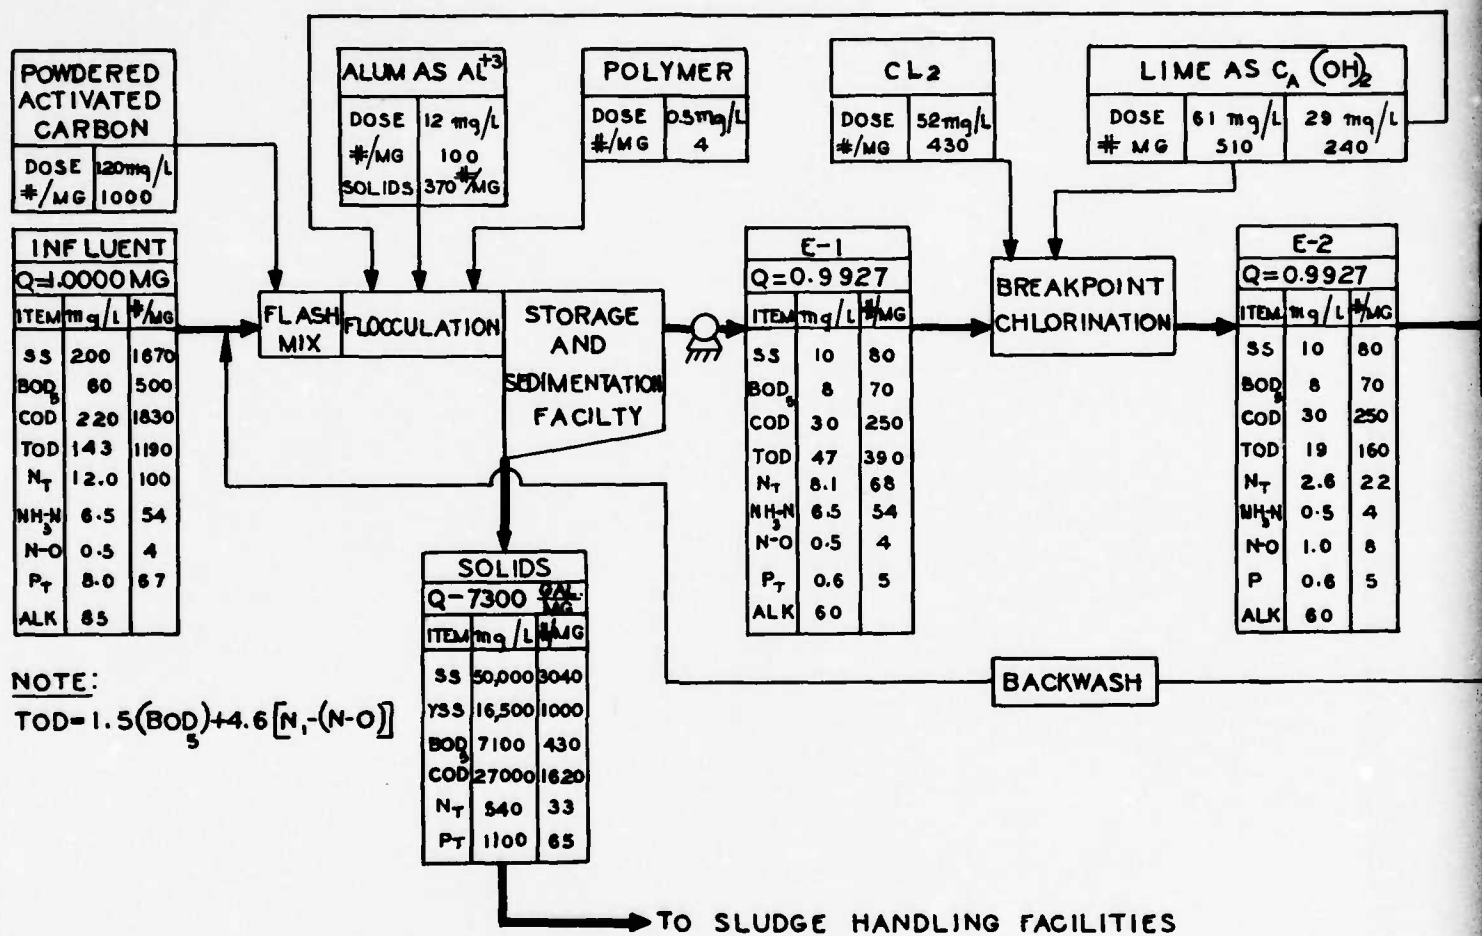 POWDERED
ACTIVATED
CARBON
DOSE 120mg/L
#/MG 1000
ALUM AS AL+3
DOSE 12 mg/L
#/MG 100
SOLIDS 370#/MG
POLYMER
DOSE 0.5mg/L
#/MG 4
CL2
DOSE 52mg/L
#/MG 430
LIME AS CA (OH)2
DOSE 61 mg/L 29 mg/L
# MG 510 240
INFLUENT
Q=1.0000 MG
ITEM mg/L #/MG
SS 200 1670
BOD5 60 500
COD 220 1830
TOD 143 1190
NT 12.0 100
NH3-N 6.5 54
N-O 0.5 4
PT 8.0 67
ALK 85
FLASH
MIX
FLOCCULATION
STORAGE
AND
SEDIMENTATION
FACILTY
E-1
Q=0.9927
ITEM mg/L #/MG
SS 10 80
BOD5 8 70
COD 30 250
TOD 47 390
NT 8.1 68
NH3-N 6.5 54
N-O 0.5 4
PT 0.6 5
ALK 60
BREAKPOINT
CHLORINATION
E-2
Q=0.9927
ITEM mg/L #/MG
SS 10 80
BOD5 8 70
COD 30 250
TOD 19 160
NT 2.6 22
NH3-N 0.5 4
N-O 1.0 8
P 0.6 5
ALK 60
SOLIDS
Q-7300 GAL./MG
ITEM mg/L #/MG
SS 50,000 3040
YSS 16,500 1000
BOD5 7100 430
COD 27000 1620
NT 540 33
PT 1100 65
BACKWASH
NOTE:
TOD=1.5(BOD5)+4.6[N,-(N-O)]
TO SLUDGE HANDLING FACILITIES